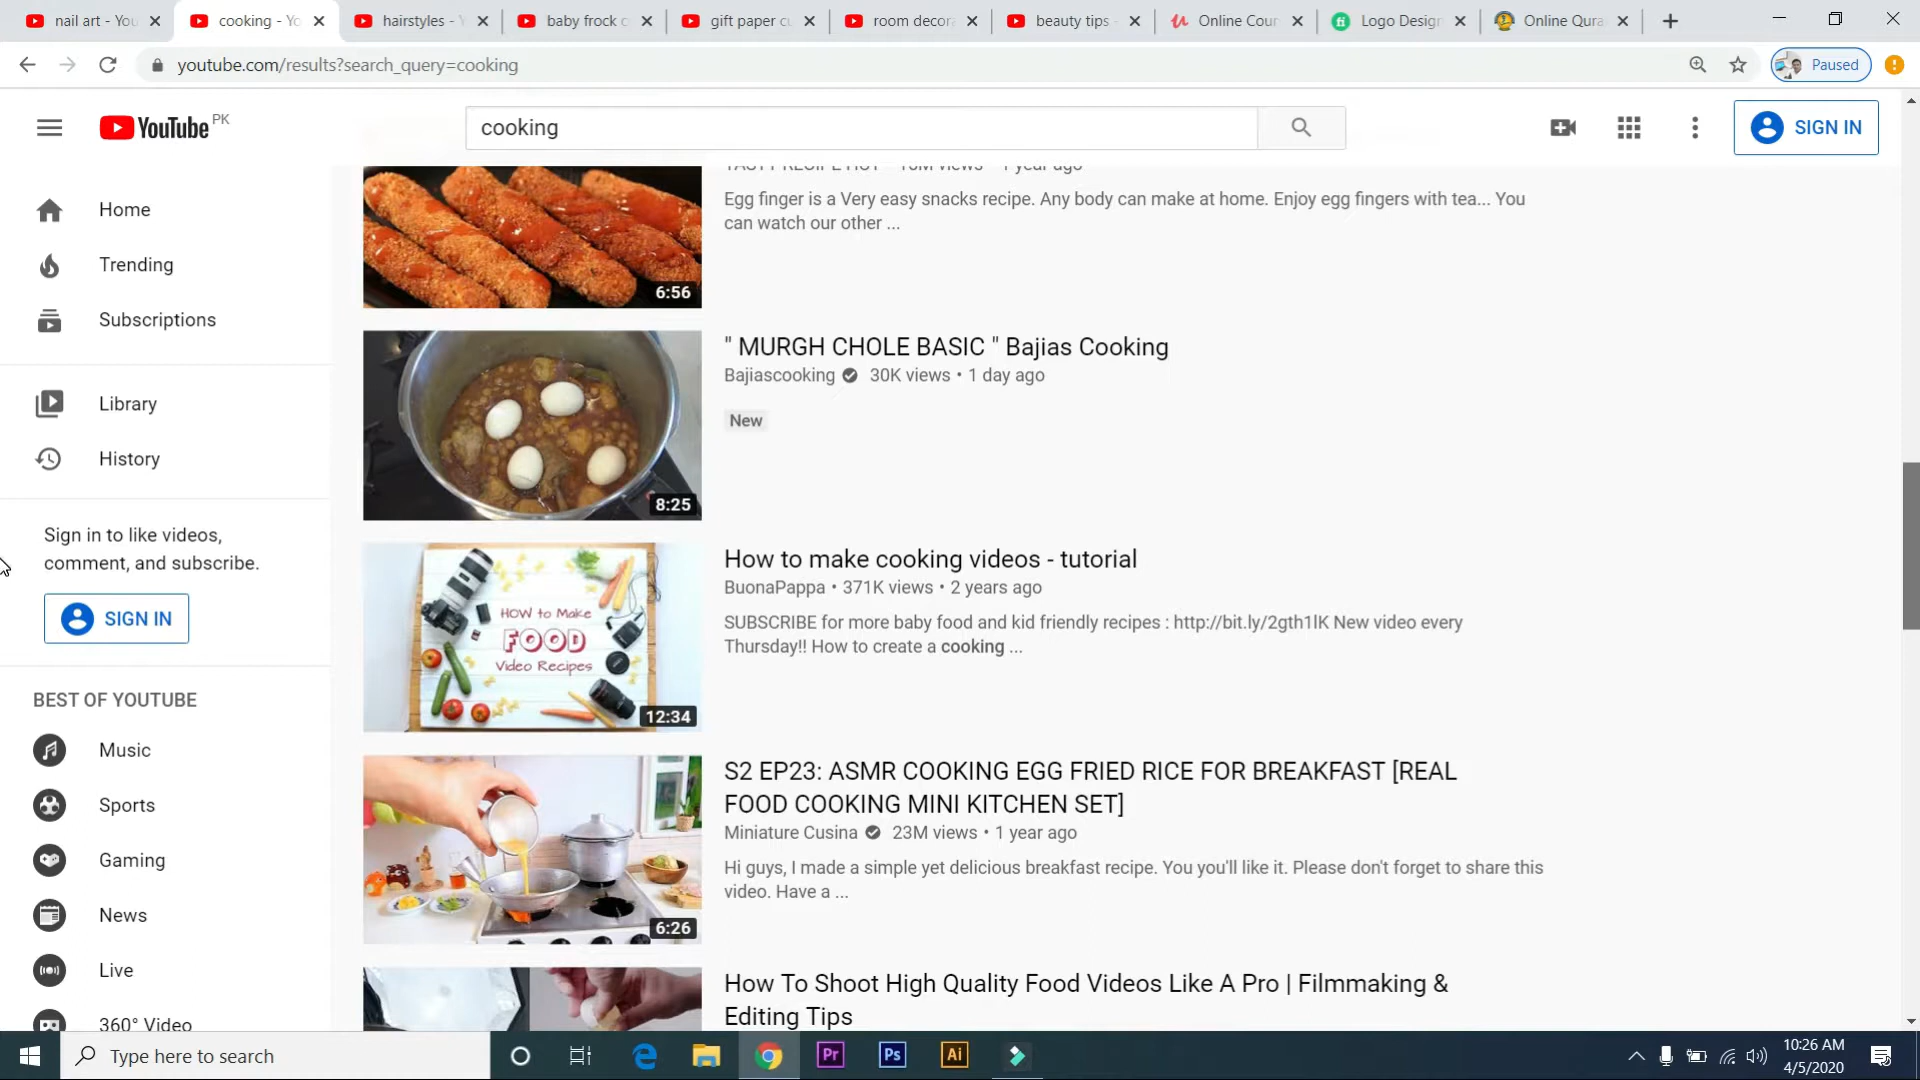 nail art - You
cooking - Yo
hairstyles - Y
baby frock c
gift paper cu
room decora
beauty tips -
Online Cour
Logo Design
Online Qura
youtube.com/results?search_query=cooking
Paused
YouTube PK
cooking
SIGN IN
Home
Trending
Subscriptions
Library
History
Sign in to like videos,
comment, and subscribe.
SIGN IN
BEST OF YOUTUBE
Music
Sports
Gaming
News
Live
360° Video
TASTY RECIPE HUT • 1 year ago
Egg finger is a Very easy snacks recipe. Any body can make at home. Enjoy egg fingers with tea... You
can watch our other ...
6:56
" MURGH CHOLE BASIC " Bajias Cooking
Bajiascooking 30K views • 1 day ago
New
8:25
How to make cooking videos - tutorial
BuonaPappa • 371K views • 2 years ago
SUBSCRIBE for more baby food and kid friendly recipes : http://bit.ly/2gth1lK New video every
Thursday!! How to create a cooking ...
HOW to Make
FOOD
Video Recipes
12:34
S2 EP23: ASMR COOKING EGG FRIED RICE FOR BREAKFAST [REAL
FOOD COOKING MINI KITCHEN SET]
Miniature Cusina 23M views • 1 year ago
Hi guys, I made a simple yet delicious breakfast recipe. You you'll like it. Please don't forget to share this
video. Have a ...
6:26
How To Shoot High Quality Food Videos Like A Pro | Filmmaking &
Editing Tips
Type here to search
Pr
Ps
Ai
10:26 AM
4/5/2020